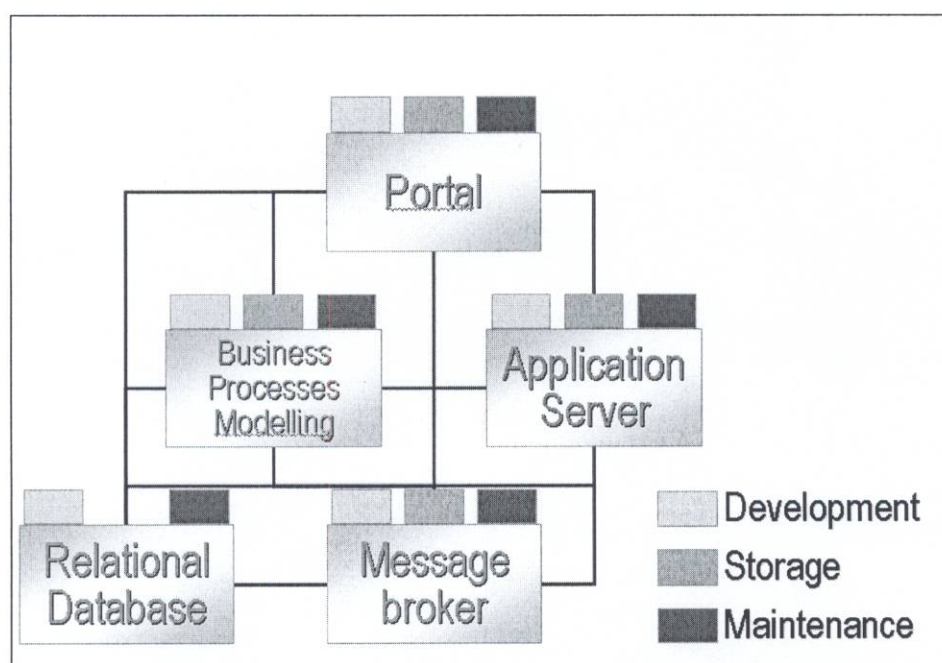 Portal
Business
Processes
Modelling
Application
Server
Relational
Database
Message
broker
Development
Storage
Maintenance